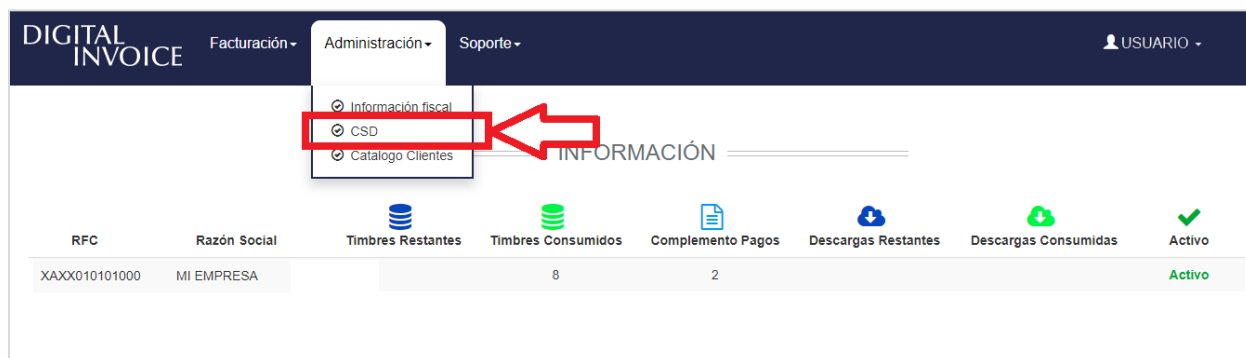 DIGITAL
INVOICE
Facturación
Administración
Soporte
USUARIO
Información fiscal
CSD
Catalogo Clientes
INFORMACIÓN
RFC Razón Social Timbres Restantes Timbres Consumidos Complemento Pagos Descargas Restantes Descargas Consumidas Activo
XAXX010101000 MI EMPRESA 8 2 Activo